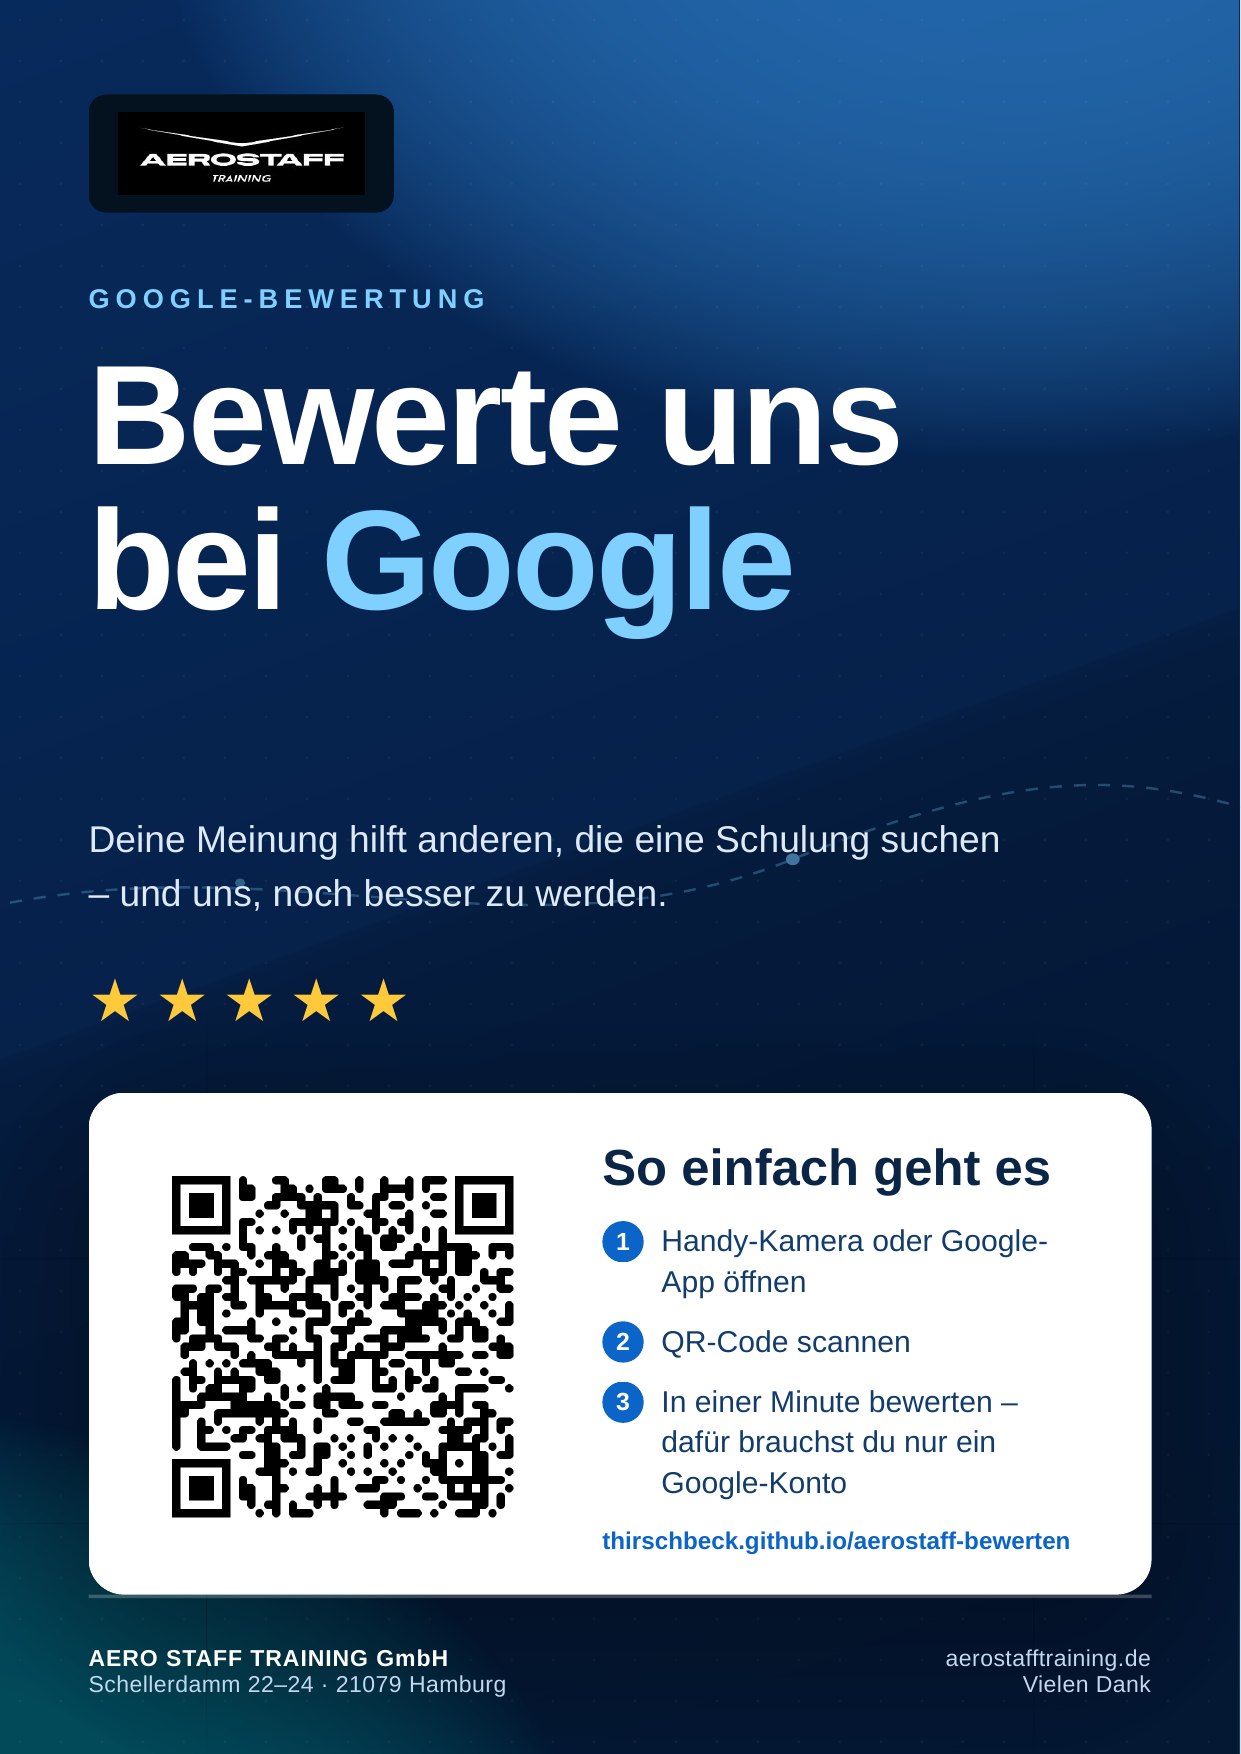 AEROSTAFF
TRAINING
GOOGLE-BEWERTUNG
Bewerte uns
bei Google
Deine Meinung hilft anderen, die eine Schulung suchen
– und uns, noch besser zu werden.
So einfach geht es
1 Handy-Kamera oder Google-
App öffnen
2 QR-Code scannen
3 In einer Minute bewerten –
dafür brauchst du nur ein
Google-Konto
thirschbeck.github.io/aerostaff-bewerten
AERO STAFF TRAINING GmbH
Schellerdamm 22–24 · 21079 Hamburg
aerostafftraining.de
Vielen Dank